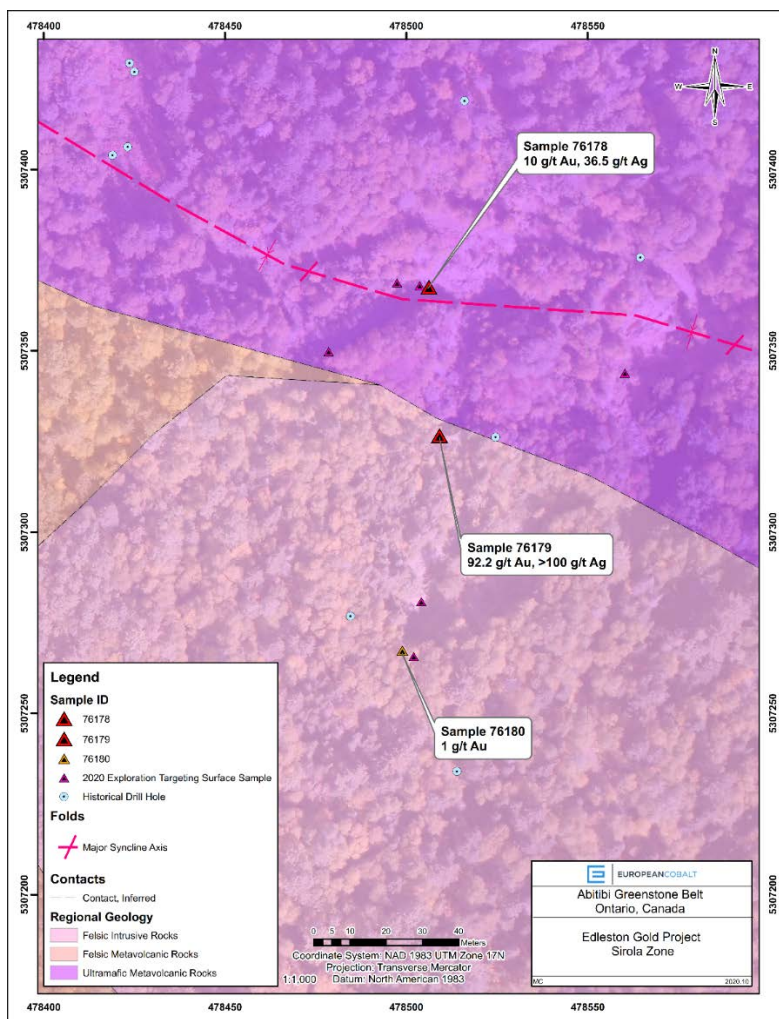 478400 478450 478500 478550
N
W E
S
Sample 76178
10 g/t Au, 36.5 g/t Ag
5307400 5307400
5307350 5307350
5307300 5307300
Sample 76179
92.2 g/t Au, >100 g/t Ag
5307250 5307250
Sample 76180
1 g/t Au
5307200 5307200
Legend
Sample ID
76178
76179
76180
2020 Exploration Targeting Surface Sample
Historical Drill Hole
Folds
Major Syncline Axis
Contacts
Contact, Inferred
Regional Geology
Felsic Intrusive Rocks
Felsic Metavolcanic Rocks
Ultramafic Metavolcanic Rocks
0 5 10 20 30 40
Meters
Coordinate System: NAD 1983 UTM Zone 17N
Projection: Transverse Mercator
1:1,000 Datum: North American 1983
EUROPEANCOBALT
Abitibi Greenstone Belt
Ontario, Canada
Edleston Gold Project
Sirola Zone
MC 2020.10
478400 478450 478500 478550